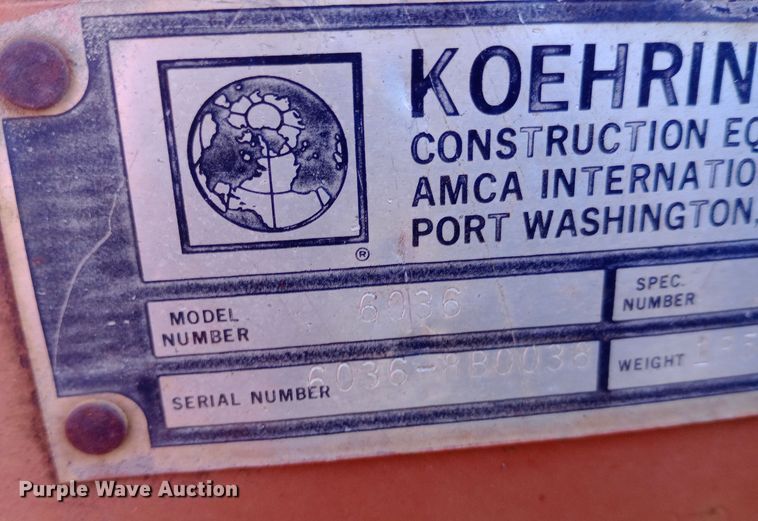 KOEHRIN
CONSTRUCTION EQ
AMCA INTERNATIO
PORT WASHINGTON,
®
MODEL NUMBER 6036
SPEC. NUMBER
SERIAL NUMBER
WEIGHT
Purple Wave Auction